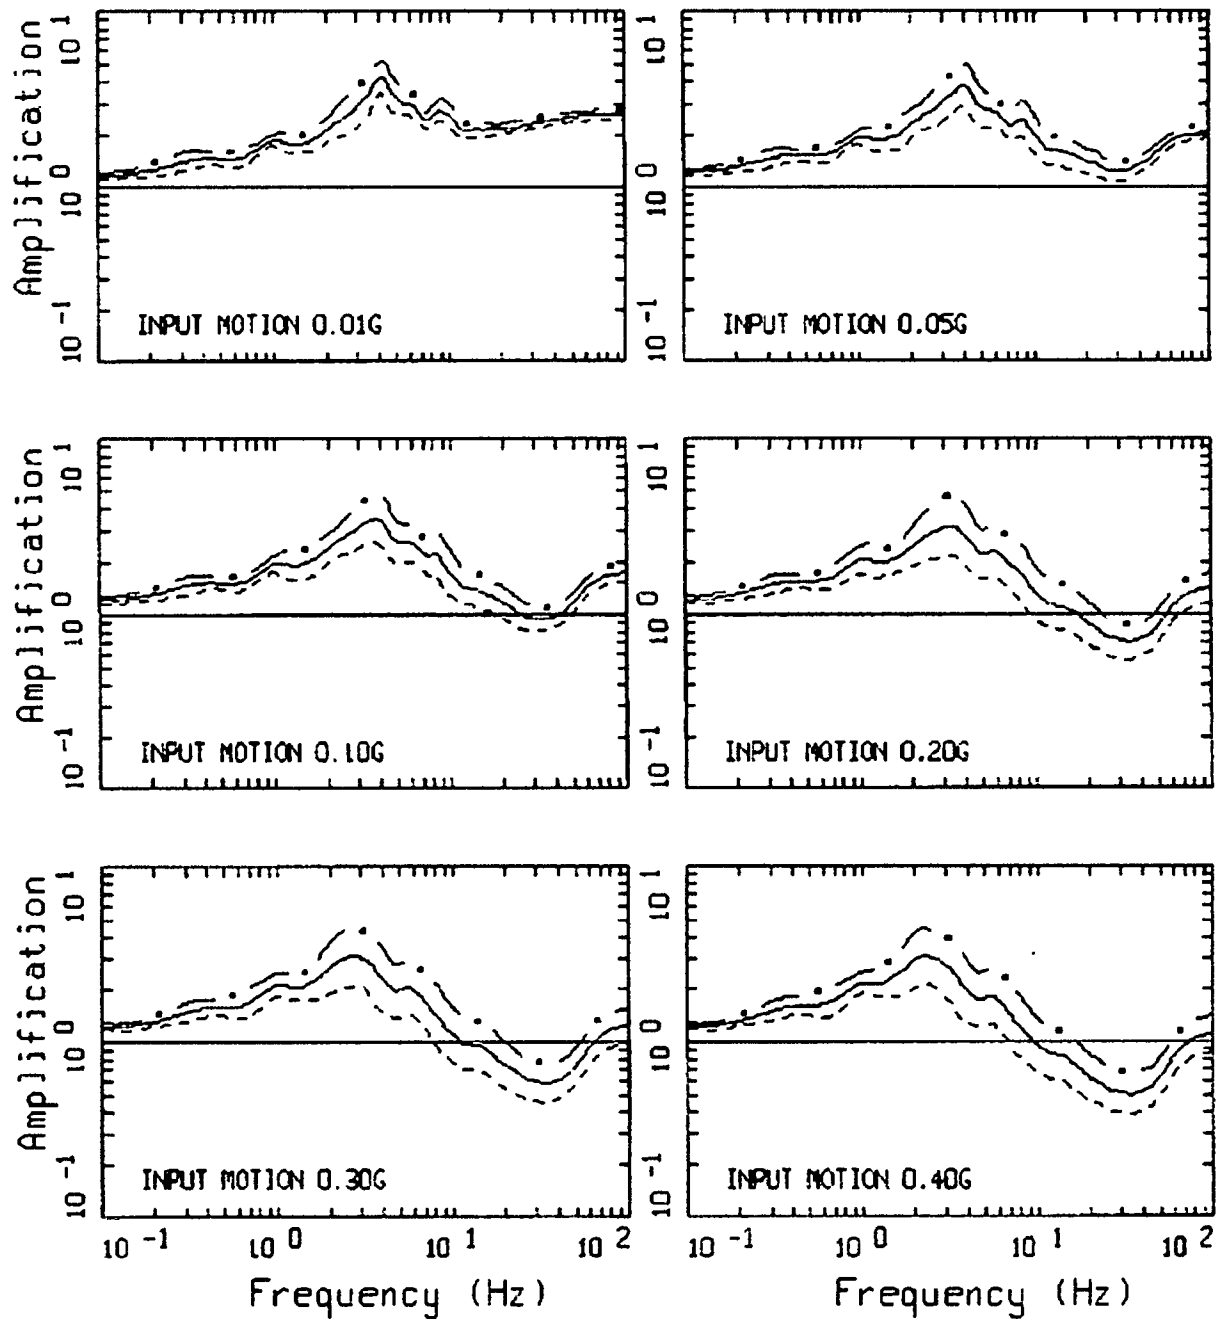 Amplification
10 1
10 0
10 -1
INPUT MOTION 0.01G
10 1
10 0
10 -1
INPUT MOTION 0.05G
Amplification
10 1
10 0
10 -1
INPUT MOTION 0.10G
10 1
10 0
10 -1
INPUT MOTION 0.20G
Amplification
10 1
10 0
10 -1
INPUT MOTION 0.30G
10 1
10 0
10 -1
INPUT MOTION 0.40G
10 -1 10 0 10 1 10 2
10 -1 10 0 10 1 10 2
Frequency (Hz)
Frequency (Hz)